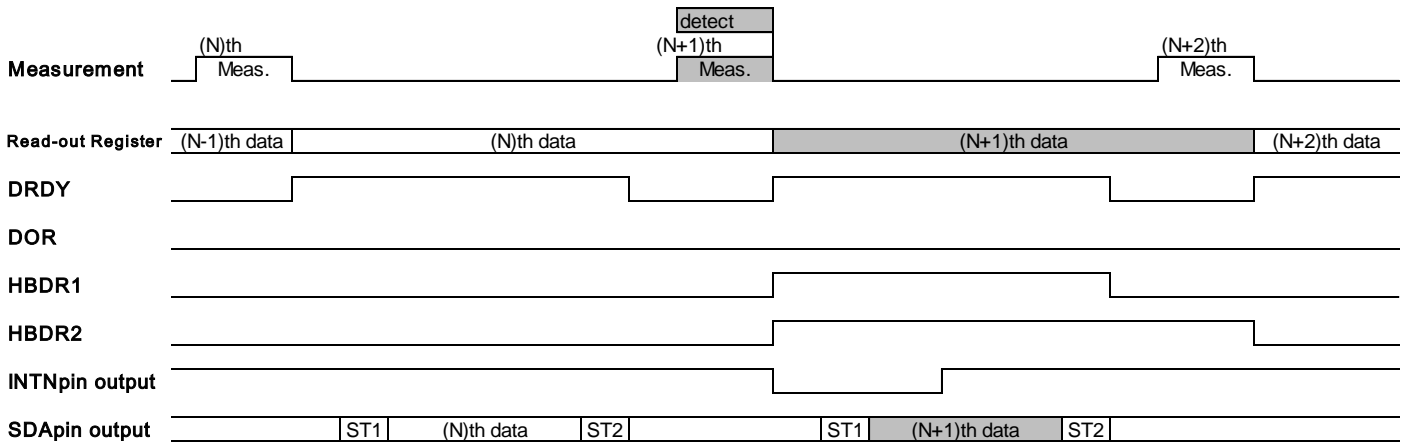 detect
(N)th (N+1)th (N+2)th
Measurement Meas. Meas. Meas.
Read-out Register (N-1)th data (N)th data (N+1)th data (N+2)th data
DRDY
DOR
HBDR1
HBDR2
INTNpin output
SDApin output ST1 (N)th data ST2 ST1 (N+1)th data ST2